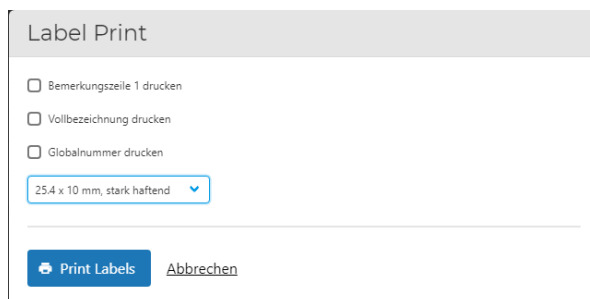 Label Print
Bemerkungszeile 1 drucken
Vollbezeichnung drucken
Globalnummer drucken
25.4 x 10 mm, stark haftend
Print Labels Abbrechen